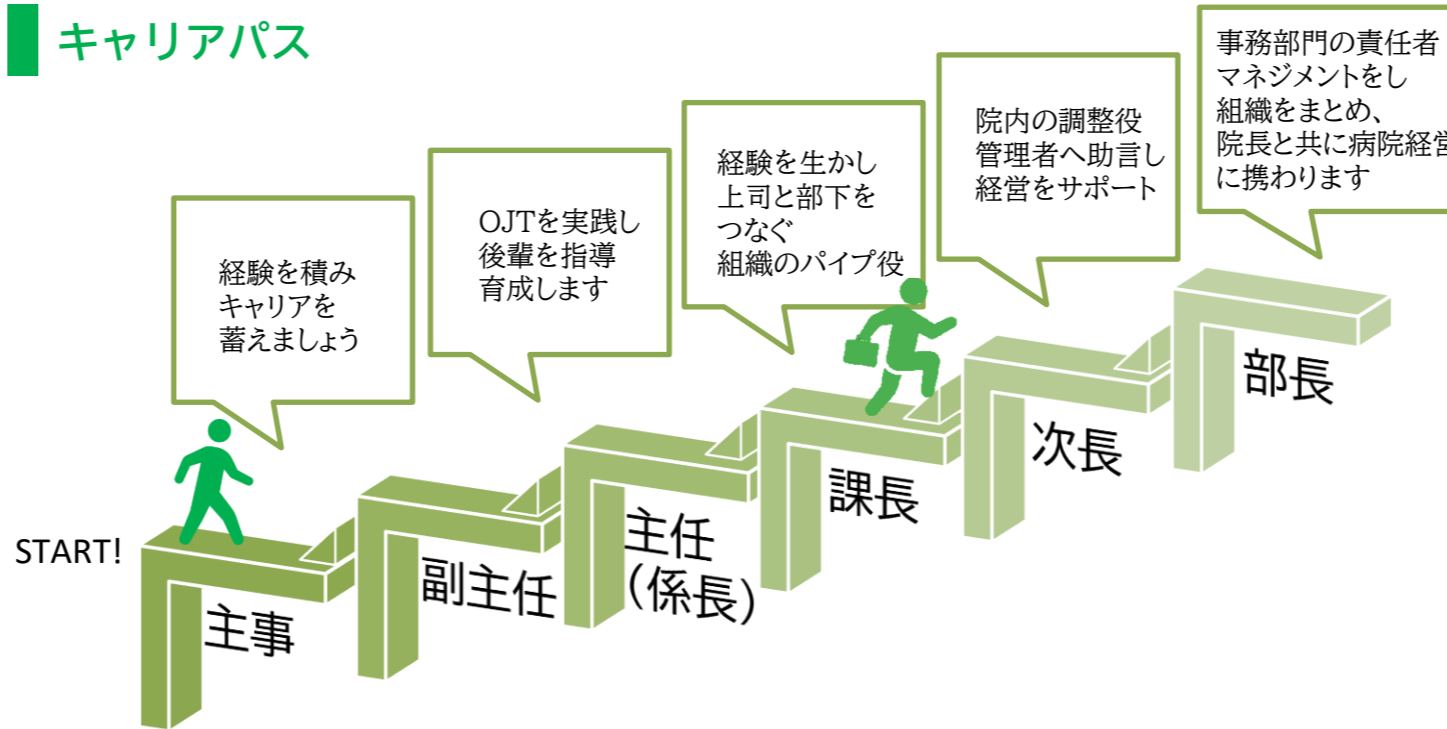 キャリアパス
START!
経験を積み
キャリアを
蓄えましょう
主事
OJTを実践し
後輩を指導
育成します
副主任
経験を生かし
上司と部下を
つなぐ
組織のパイプ役
主任
(係長)
課長
院内の調整役
管理者へ助言し
経営をサポート
次長
事務部門の責任者
マネジメントをし
組織をまとめ、
院長と共に病院経営
に携わります
部長